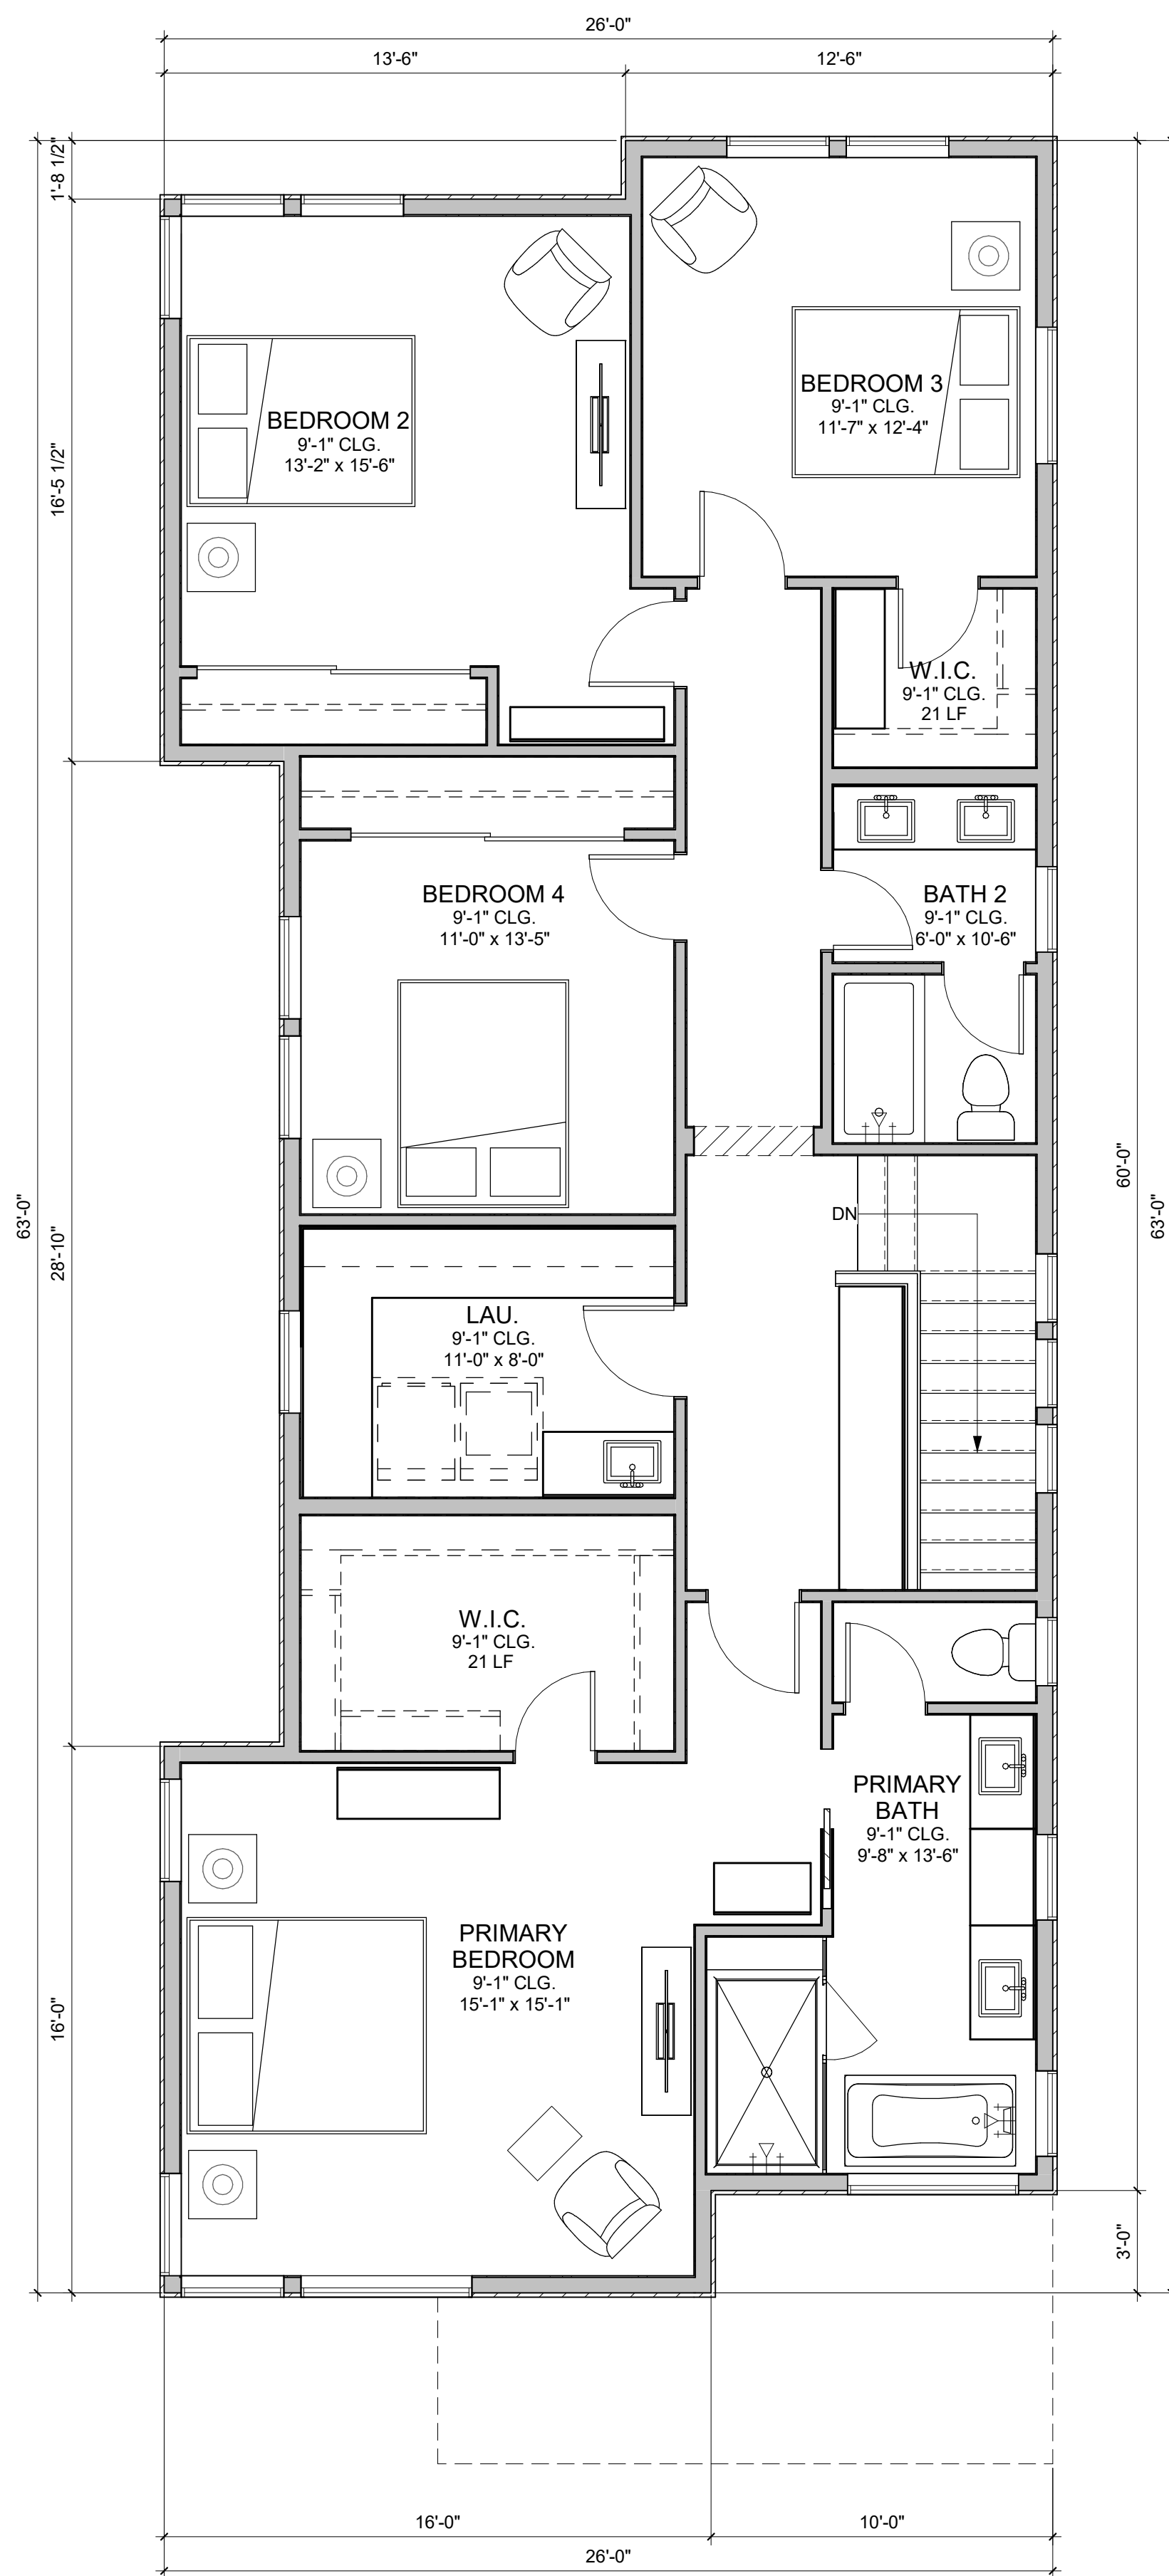 26'-0"
13'-6"
12'-6"
1'-8 1/2"
BEDROOM 3
9'-1" CLG.
11'-7" x 12'-4"
BEDROOM 2
9'-1" CLG.
13'-2" x 15'-6"
16'-5 1/2"
W.I.C.
9'-1" CLG.
21 LF
BEDROOM 4
9'-1" CLG.
11'-0" x 13'-5"
BATH 2
9'-1" CLG.
6'-0" x 10'-6"
60'-0"
63'-0"
63'-0"
28'-10"
DN
LAU.
9'-1" CLG.
11'-0" x 8'-0"
W.I.C.
9'-1" CLG.
21 LF
PRIMARY
BATH
9'-1" CLG.
9'-8" x 13'-6"
PRIMARY
BEDROOM
9'-1" CLG.
15'-1" x 15'-1"
16'-0"
3'-0"
16'-0"
10'-0"
26'-0"